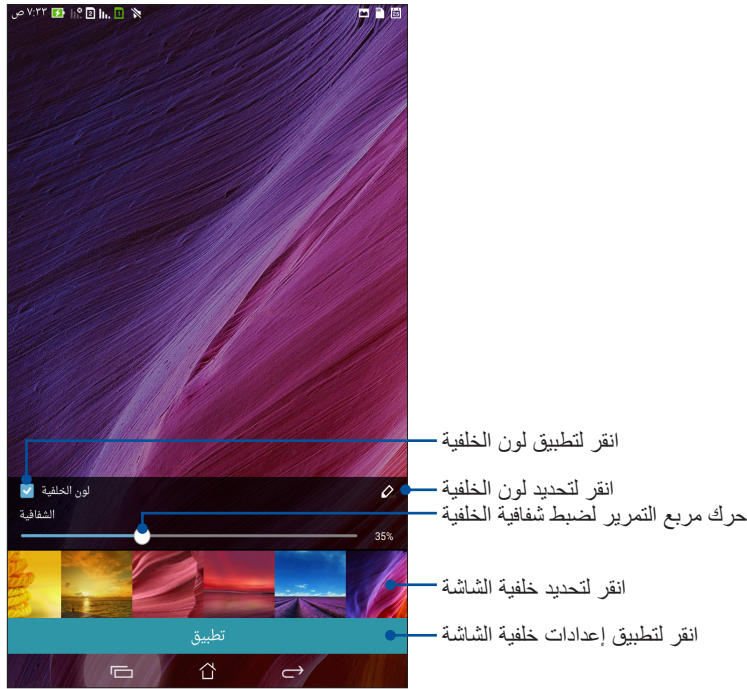 ٧:٣٣ ص
انقر لتطبيق لون الخلفية
لون الخلفية
انقر لتحديد لون الخلفية
الشفافية
حرك مربع التمرير لضبط شفافية الخلفية
35%
انقر لتحديد خلفية الشاشة
تطبيق
انقر لتطبيق إعدادات خلفية الشاشة